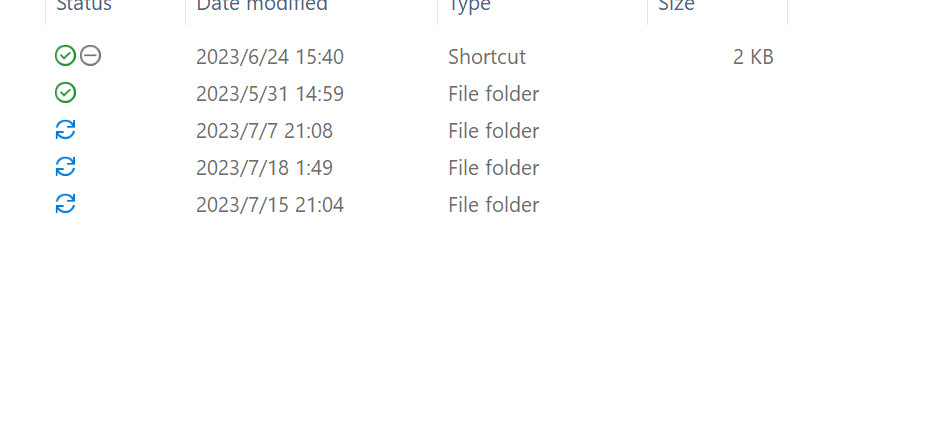 Status Date modified Type Size
2023/6/24 15:40 Shortcut 2 KB
2023/5/31 14:59 File folder
2023/7/7 21:08 File folder
2023/7/18 1:49 File folder
2023/7/15 21:04 File folder